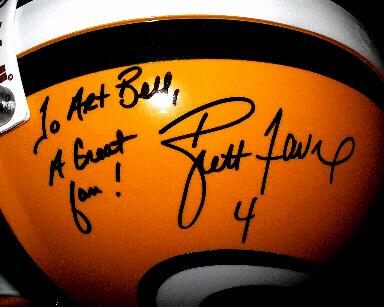 To Art Bell,
A Great
fan!
Brett Favre
4